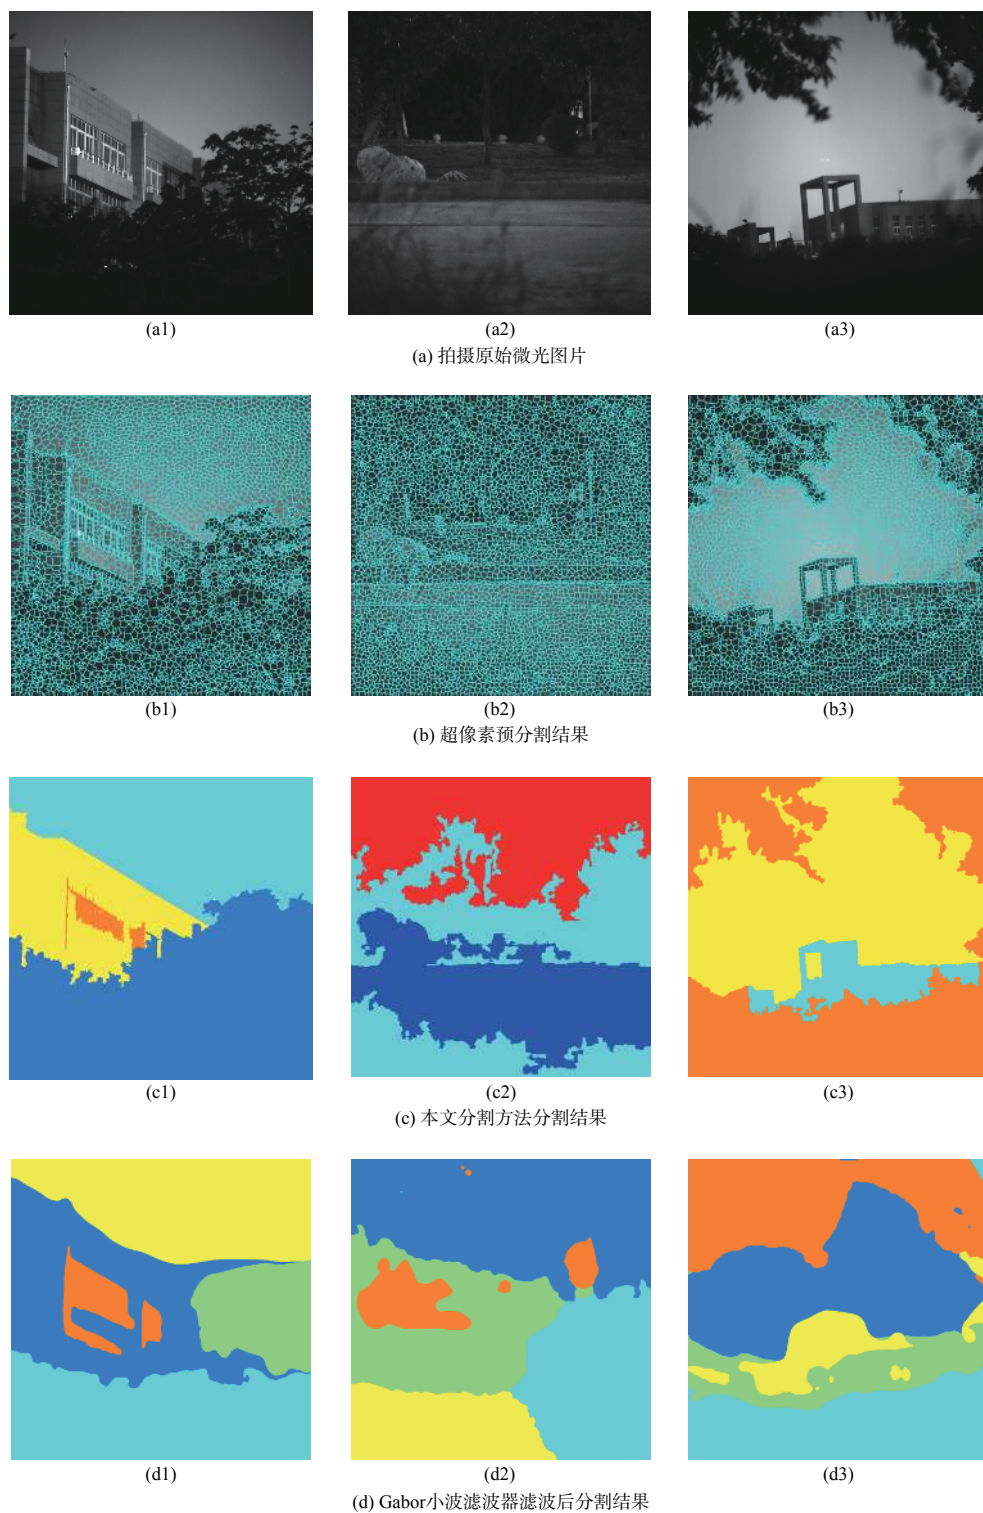 (a1) (a2) (a3)
(a) 拍摄原始微光图片
(b1) (b2) (b3)
(b) 超像素预分割结果
(c1) (c2) (c3)
(c) 本文分割方法分割结果
(d1) (d2) (d3)
(d) Gabor小波滤波器滤波后分割结果